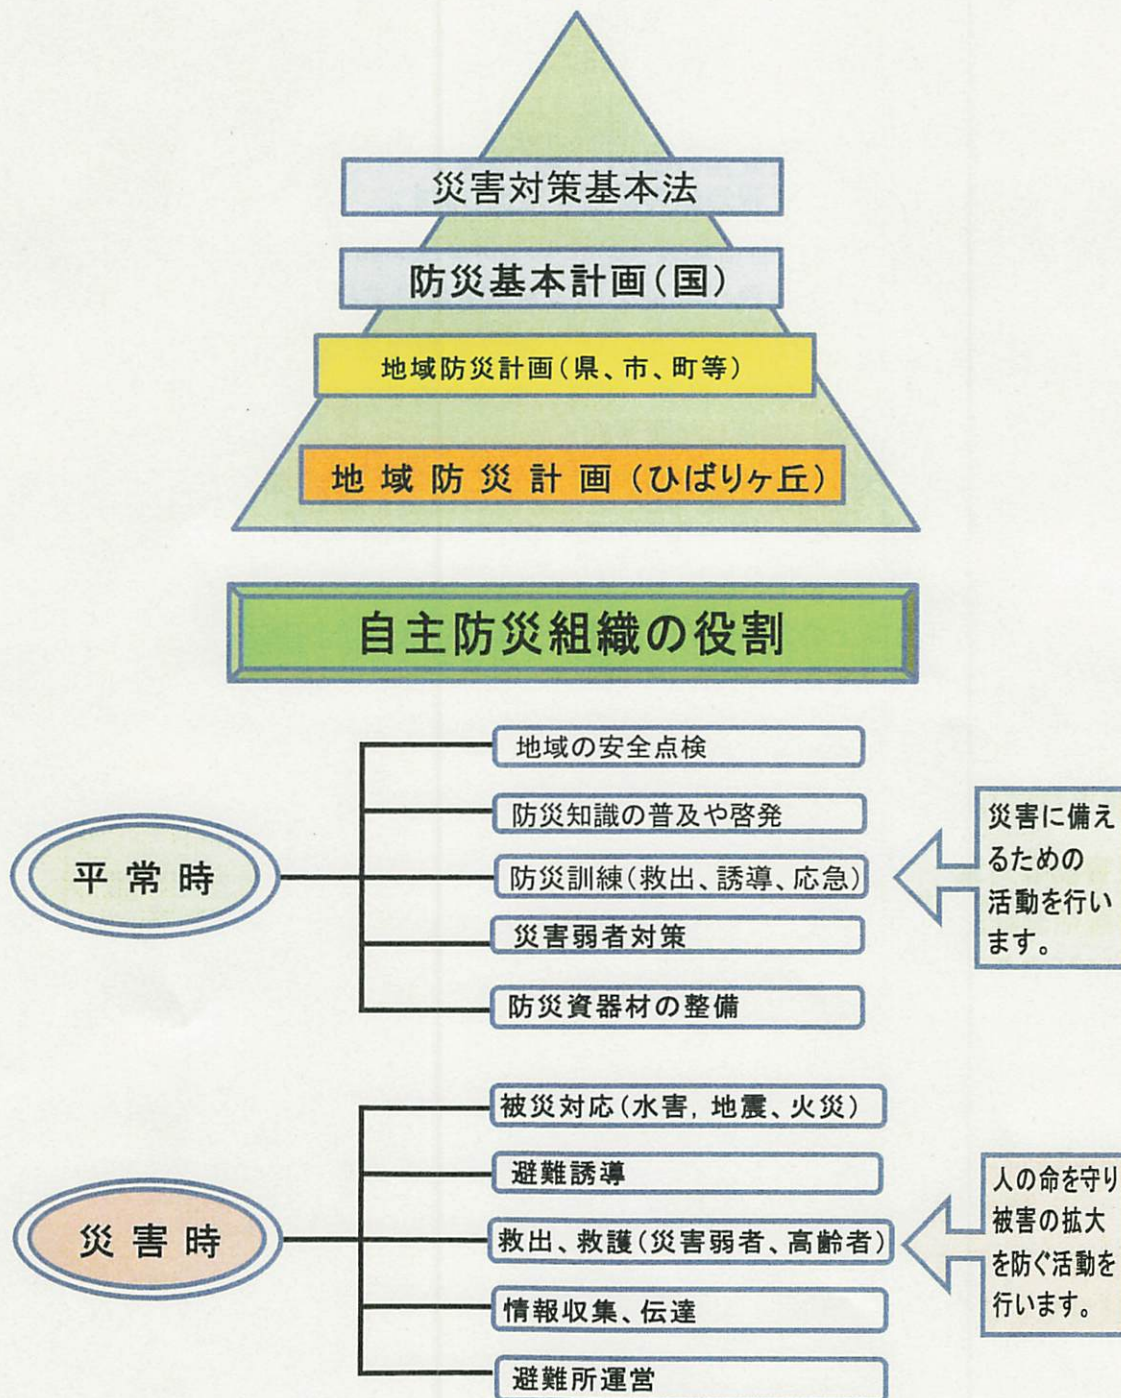 災害対策基本法
防災基本計画(国)
地域防災計画(県、市、町等)
地域防災計画(ひばりヶ丘)
自主防災組織の役割
平常時
地域の安全点検
防災知識の普及や啓発
防災訓練(救出、誘導、応急)
災害弱者対策
防災資器材の整備
災害に備え
るための
活動を行い
ます。
災害時
被災対応(水害,地震、火災)
避難誘導
救出、救護(災害弱者、高齢者)
情報収集、伝達
避難所運営
人の命を守り
被害の拡大
を防ぐ活動を
行います。